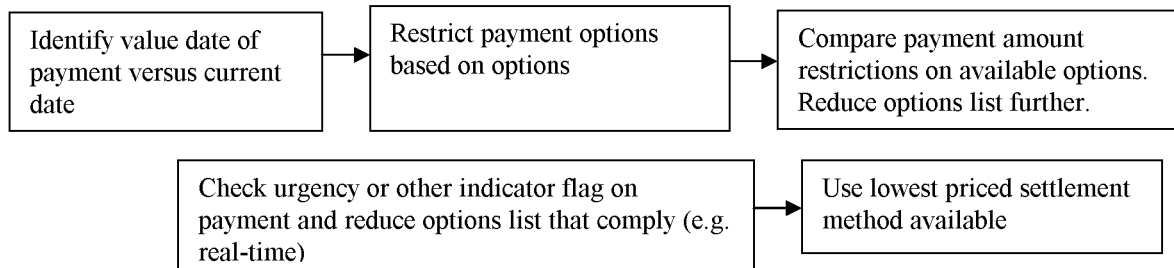 Identify value date of
payment versus current
date
Restrict payment options
based on options
Compare payment amount
restrictions on available options.
Reduce options list further.
Check urgency or other indicator flag on
payment and reduce options list that comply (e.g.
real-time)
Use lowest priced settlement
method available